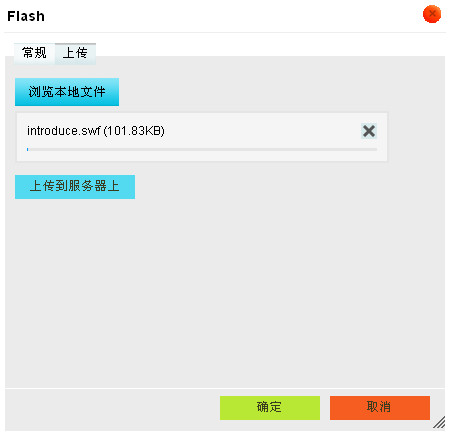 Flash
常规 上传
浏览本地文件
introduce.swf (101.83KB)
上传到服务器上
确定 取消